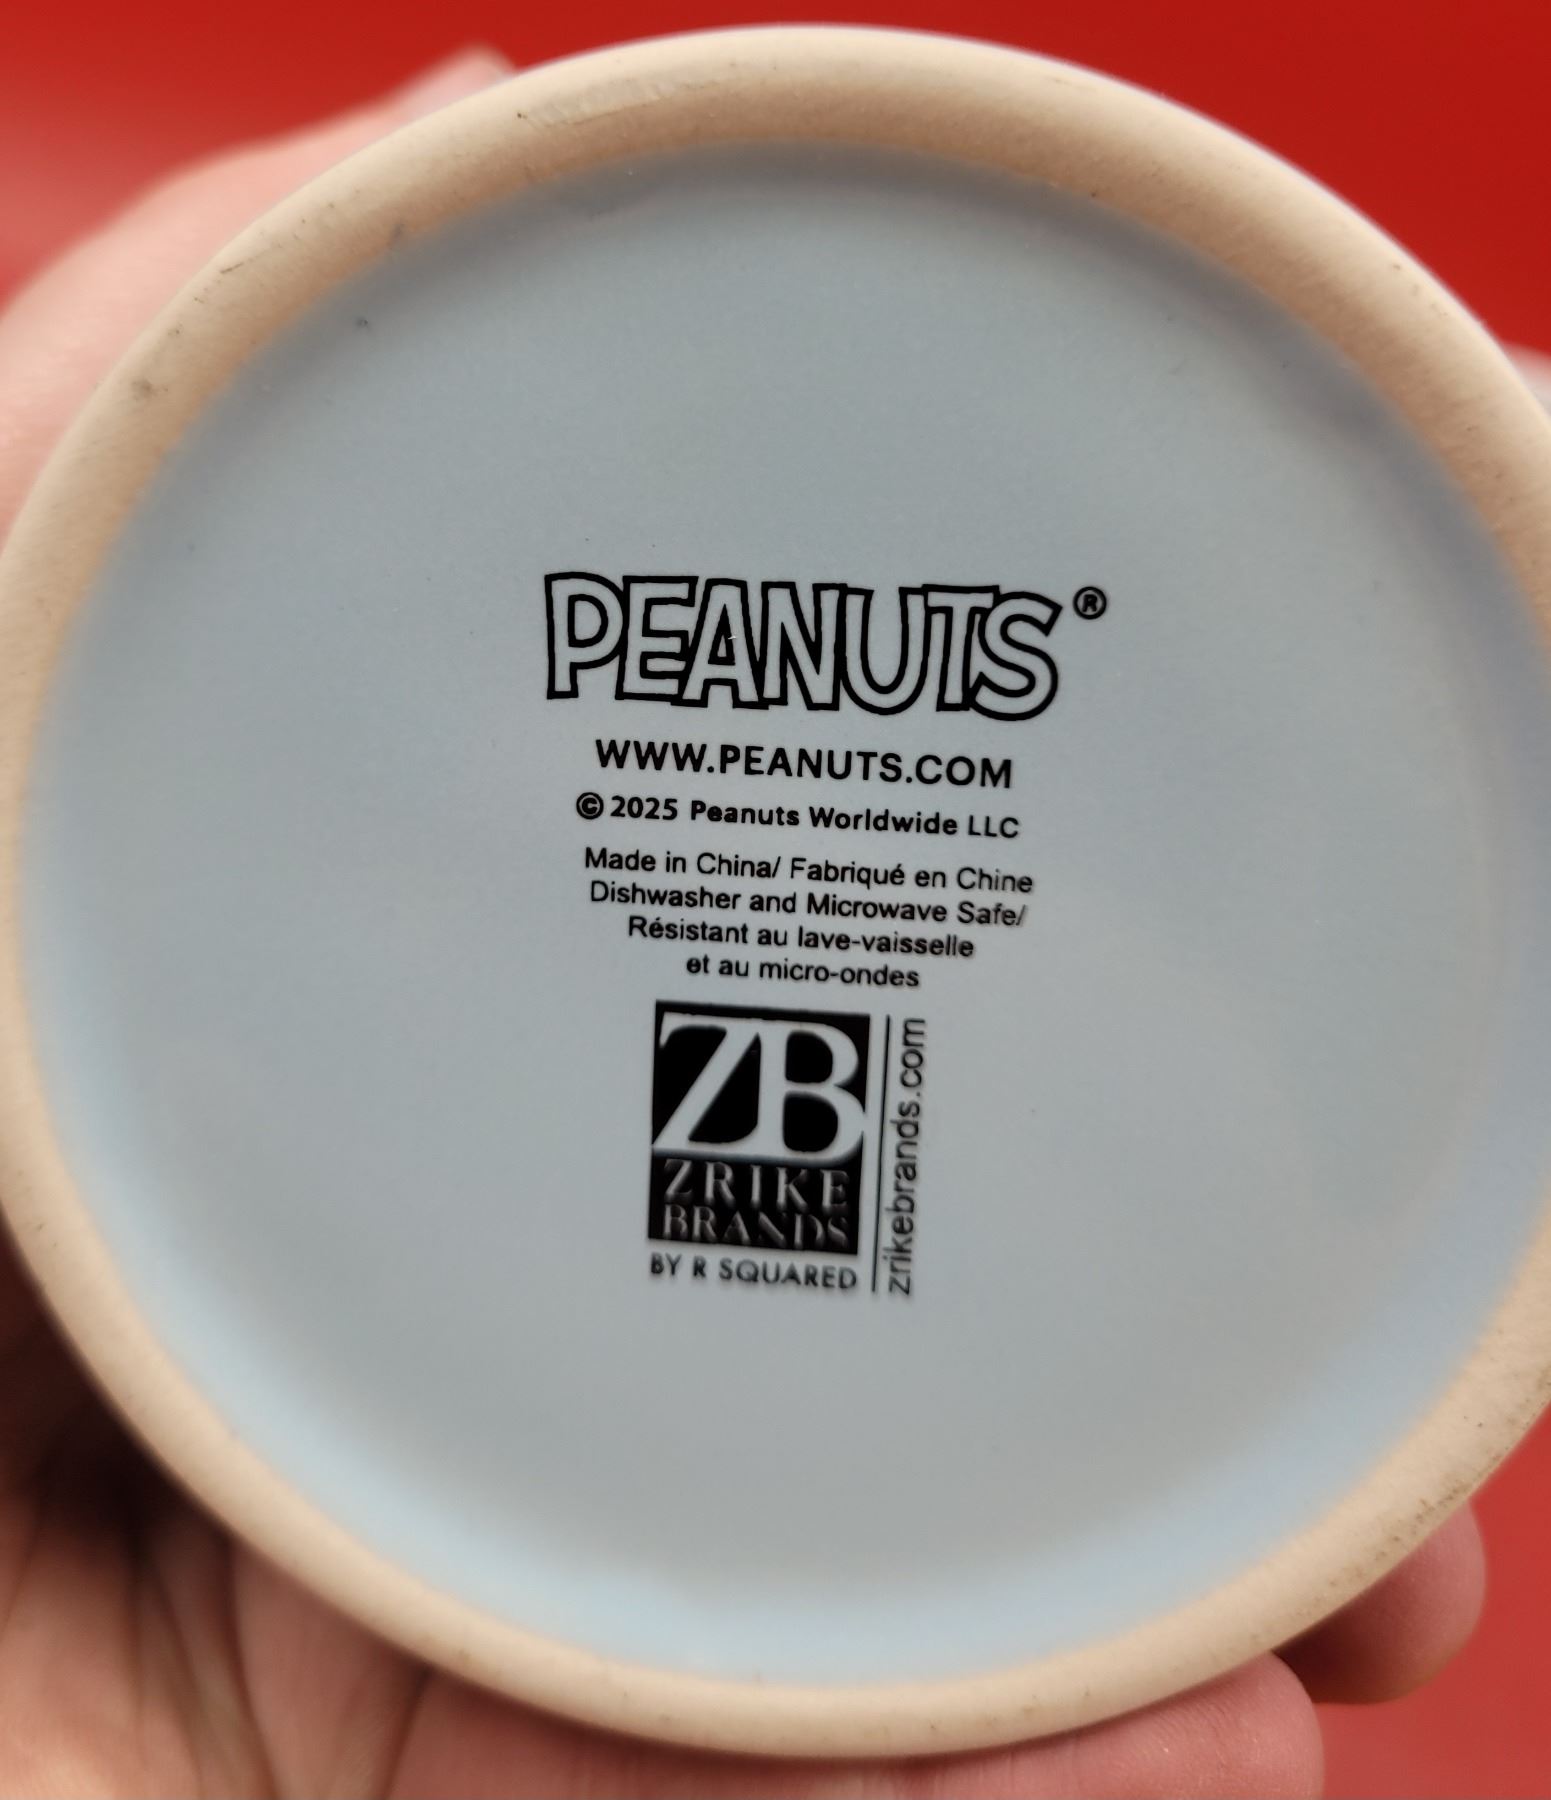 PEANUTS®
WWW.PEANUTS.COM
© 2025 Peanuts Worldwide LLC
Made in China/ Fabriqué en Chine
Dishwasher and Microwave Safe/
Résistant au lave-vaisselle
et au micro-ondes
ZB
ZRIKE
BRANDS
BY R SQUARED
zrikebrands.com